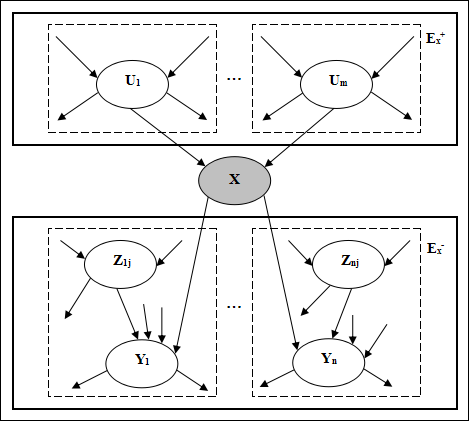 Ex+
U1 ... Um
X
Ex-
Z1j Znj
...
Y1 Yn